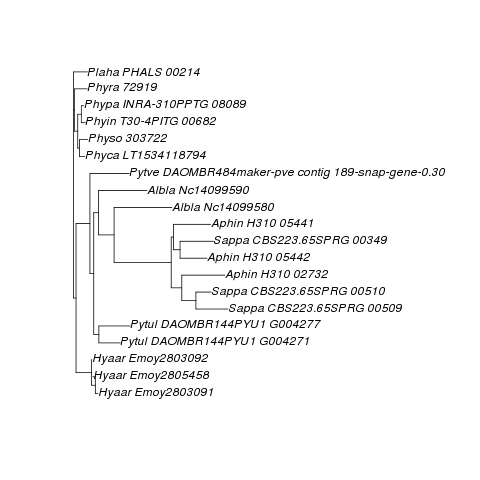 Plaha PHALS 00214
Phyra 72919
Phypa INRA-310PPTG 08089
Phyin T30-4PITG 00682
Physo 303722
Phyca LT1534118794
Pytve DAOMBR484maker-pve contig 189-snap-gene-0.30
Albla Nc14099590
Albla Nc14099580
Aphin H310 05441
Sappa CBS223.65SPRG 00349
Aphin H310 05442
Aphin H310 02732
Sappa CBS223.65SPRG 00510
Sappa CBS223.65SPRG 00509
Pytul DAOMBR144PYU1 G004277
Pytul DAOMBR144PYU1 G004271
Hyaar Emoy2803092
Hyaar Emoy2805458
Hyaar Emoy2803091